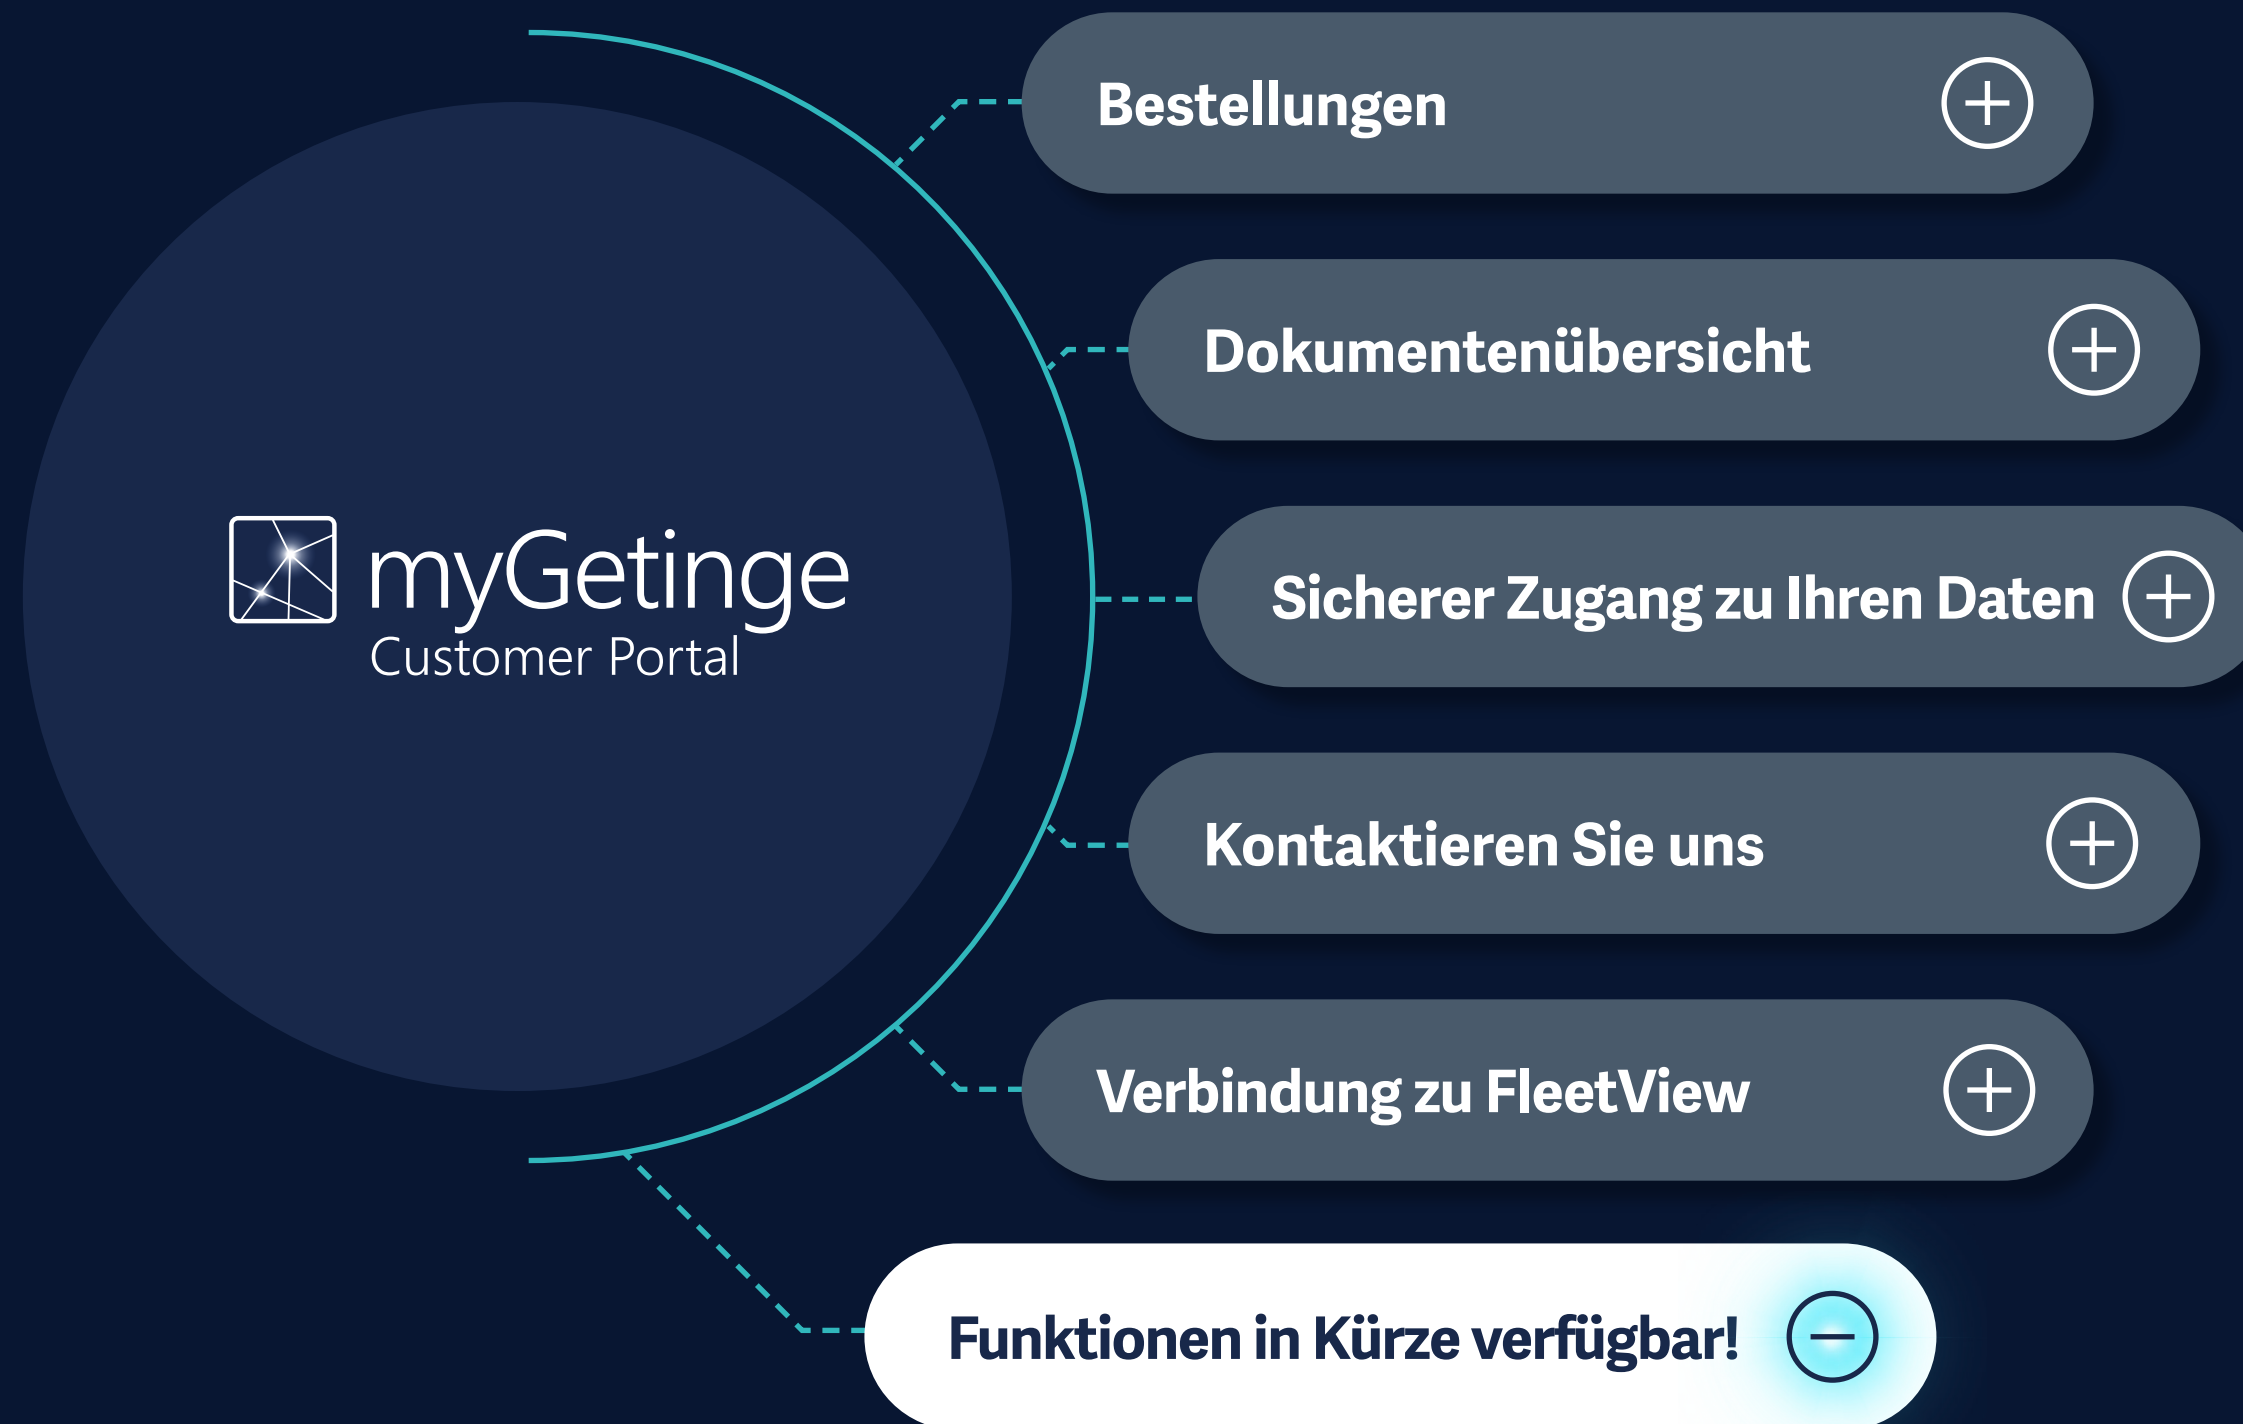 Bestellungen
Dokumentenübersicht
myGetinge
Customer Portal
Sicherer Zugang zu Ihren Daten
Kontaktieren Sie uns
Verbindung zu FleetView
Funktionen in Kürze verfügbar!